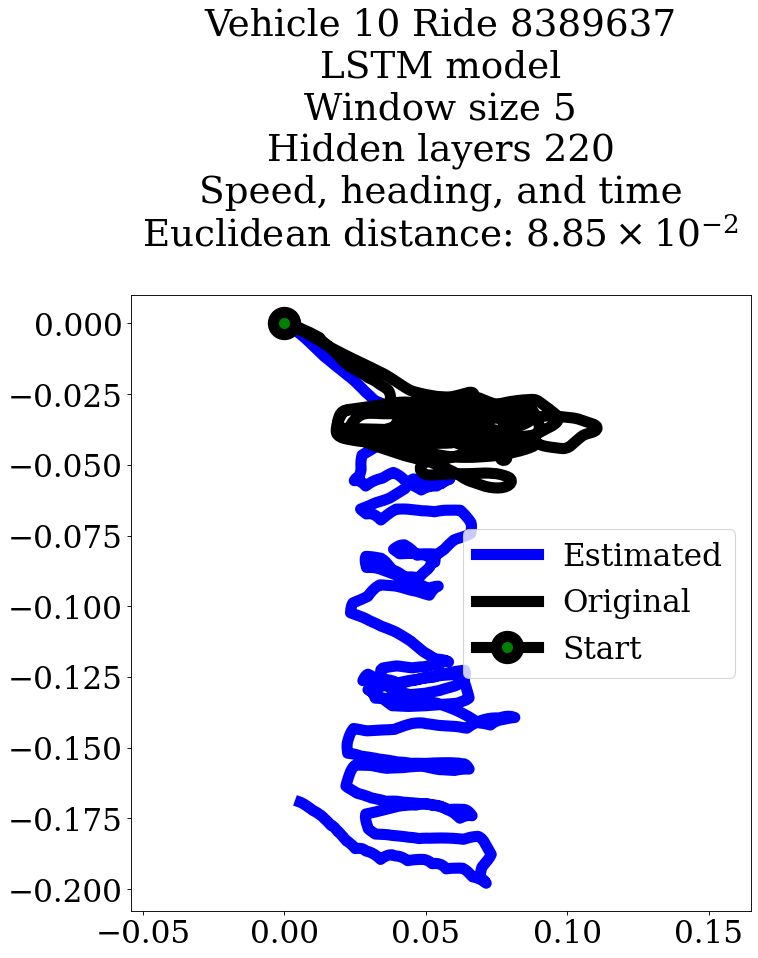 Vehicle 10 Ride 8389637
LSTM model
Window size 5
Hidden layers 220
Speed, heading, and time
Euclidean distance: 8.85 × 10⁻²
0.000
−0.025
−0.050
−0.075
−0.100
−0.125
−0.150
−0.175
−0.200
Estimated
Original
Start
−0.05 0.00 0.05 0.10 0.15